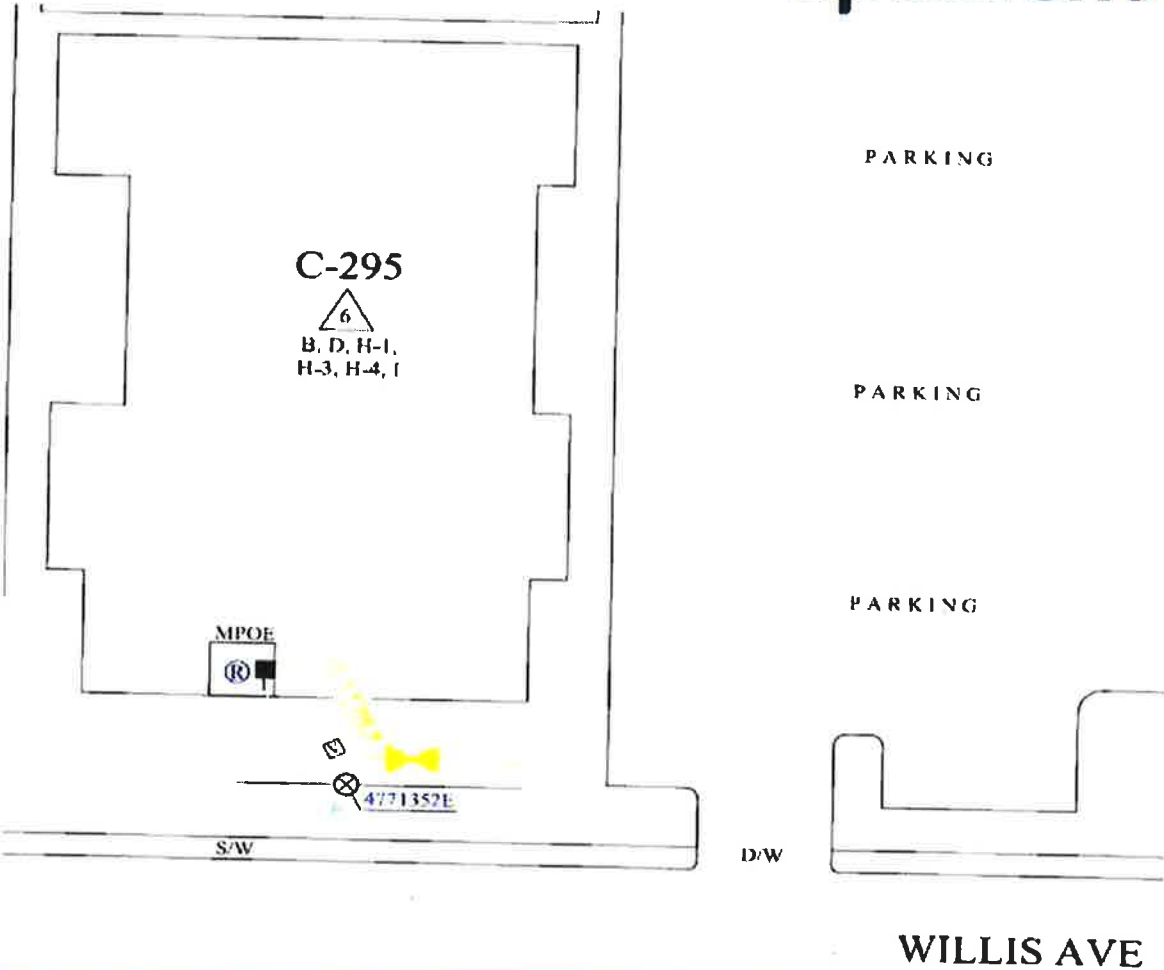 PARKING
C-295
6
B, D, H-1,
H-3, H-4, I
PARKING
PARKING
MPOE
R
V
4771352E
S/W
D/W
WILLIS AVE